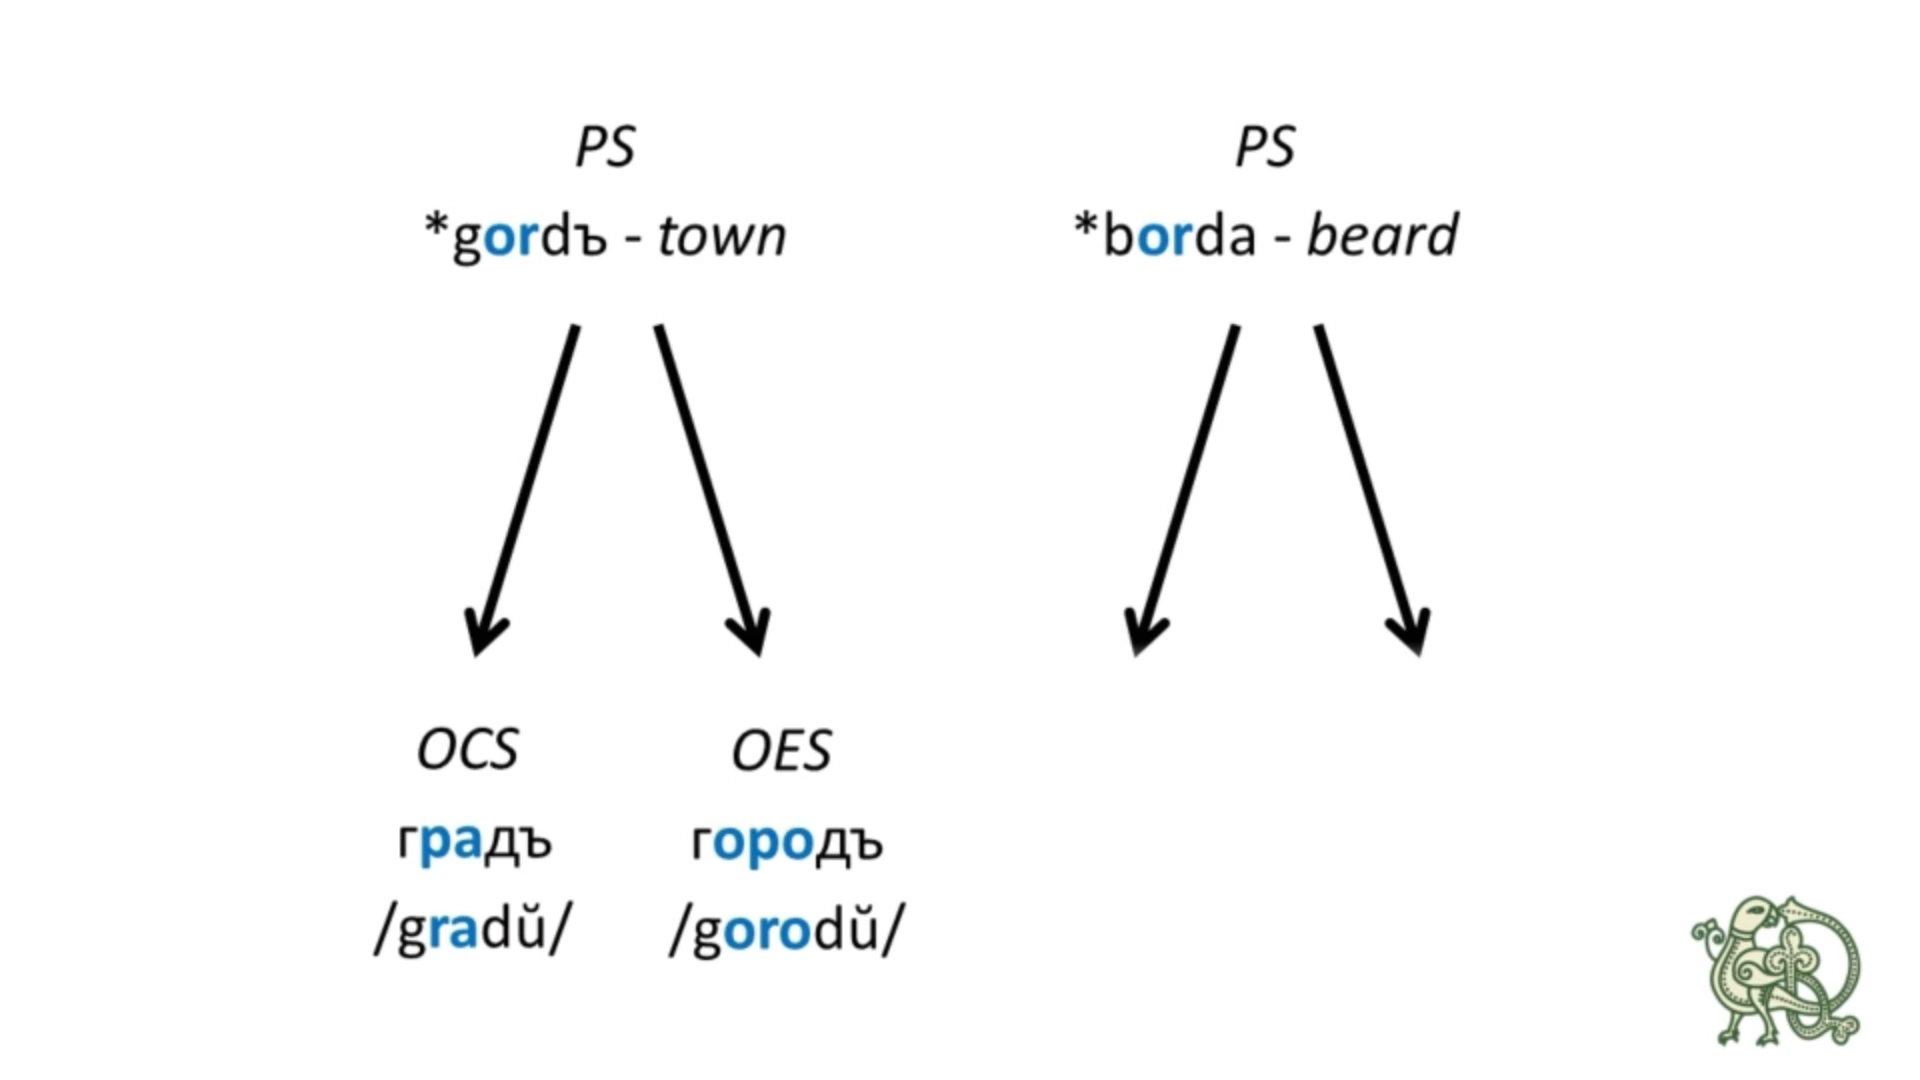 PS
*gordъ - town
PS
*borda - beard
OCS
градъ
/gradŭ/
OES
городъ
/gorodŭ/